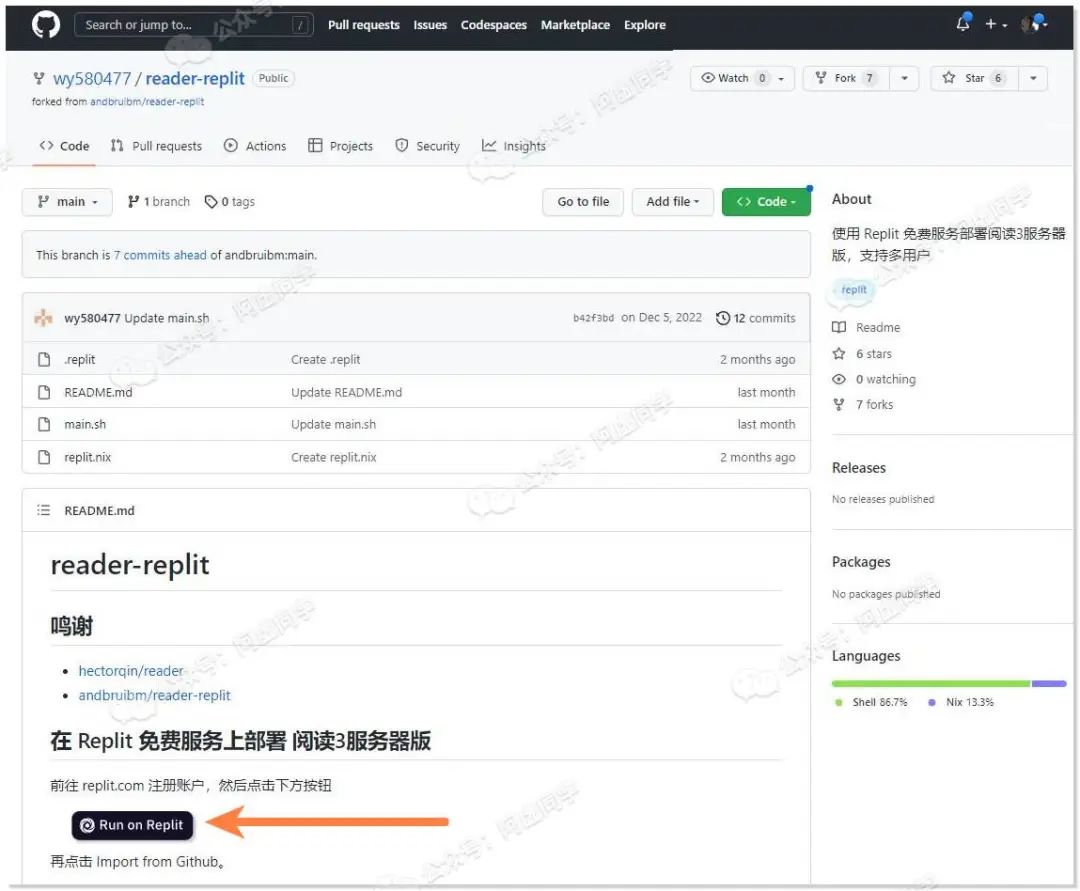 Search or jump to...
/
Pull requests Issues Codespaces Marketplace Explore
wy580477 / reader-replit Public
Watch 0 Fork 7 Star 6
forked from andbruibm/reader-replit
Code Pull requests Actions Projects Security Insights
main 1 branch 0 tags Go to file Add file Code
This branch is 7 commits ahead of andbruibm:main.
wy580477 Update main.sh b42f3bd on Dec 5, 2022 12 commits
.replit Create .replit 2 months ago
README.md Update README.md last month
main.sh Update main.sh last month
replit.nix Create replit.nix 2 months ago
README.md
reader-replit
鸣谢
hectorqin/reader
andbruibm/reader-replit
在 Replit 免费服务上部署 阅读3服务器版
前往 replit.com 注册账户，然后点击下方按钮
Run on Replit
再点击 Import from Github。
About
使用 Replit 免费服务部署阅读3服务器
版，支持多用户
replit
Readme
6 stars
0 watching
7 forks
Releases
No releases published
Packages
No packages published
Languages
Shell 86.7% Nix 13.3%